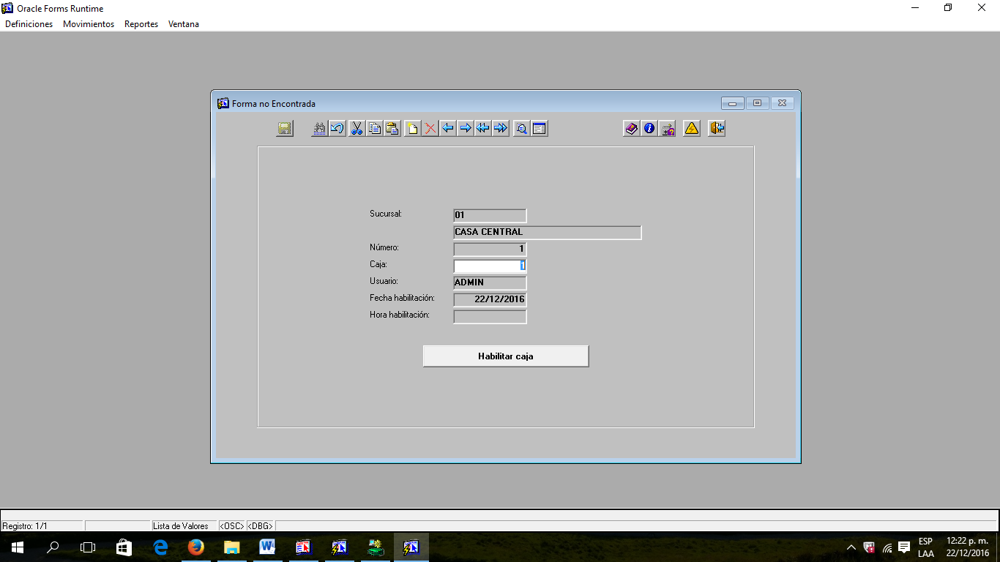 Oracle Forms Runtime
Definiciones Movimientos Reportes Ventana
Forma no Encontrada
Sucursal: 01
CASA CENTRAL
Número: 1
Caja: 1
Usuario: ADMIN
Fecha habilitación: 22/12/2016
Hora habilitación:
Habilitar caja
Registro: 1/1 Lista de Valores <OSC> <DBG>
ESP 12:22 p. m.
LAA 22/12/2016